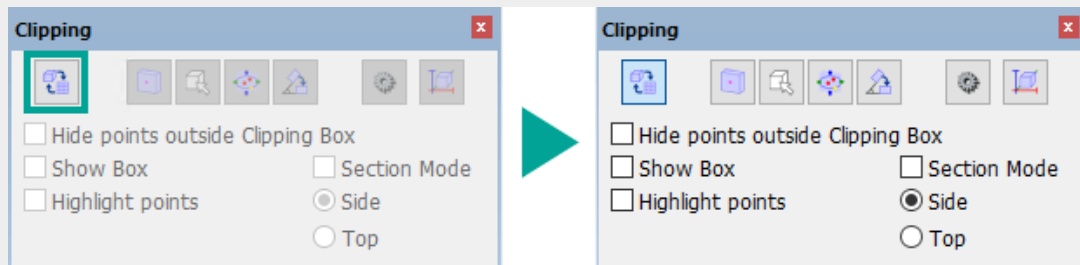 Clipping
x
Hide points outside Clipping Box
Show Box
Section Mode
Highlight points
Side
Top
Clipping
x
Hide points outside Clipping Box
Show Box
Section Mode
Highlight points
Side
Top